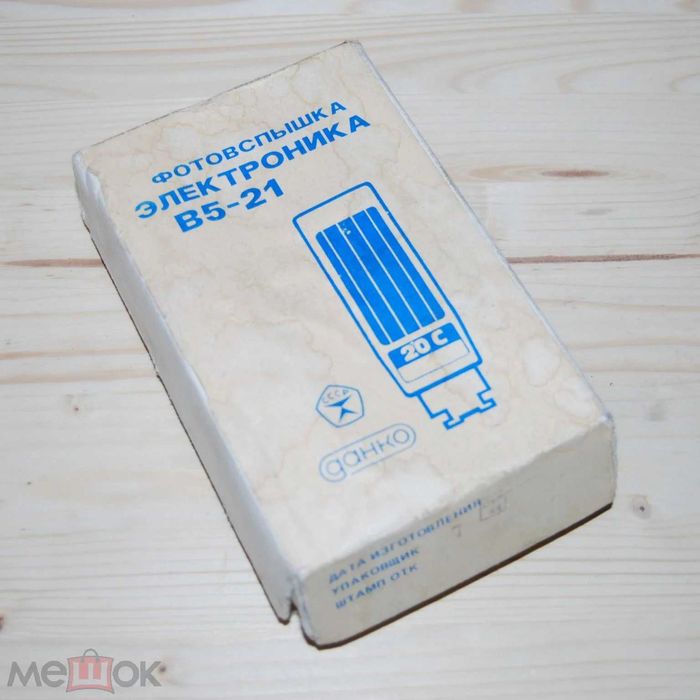 ФОТОВСПЫШКА
ЭЛЕКТРОНИКА
В5-21
20 С
СССР
данко
ДАТА ИЗГОТОВЛЕНИЯ
УПАКОВЩИК 7
ШТАМП ОТК
мешок